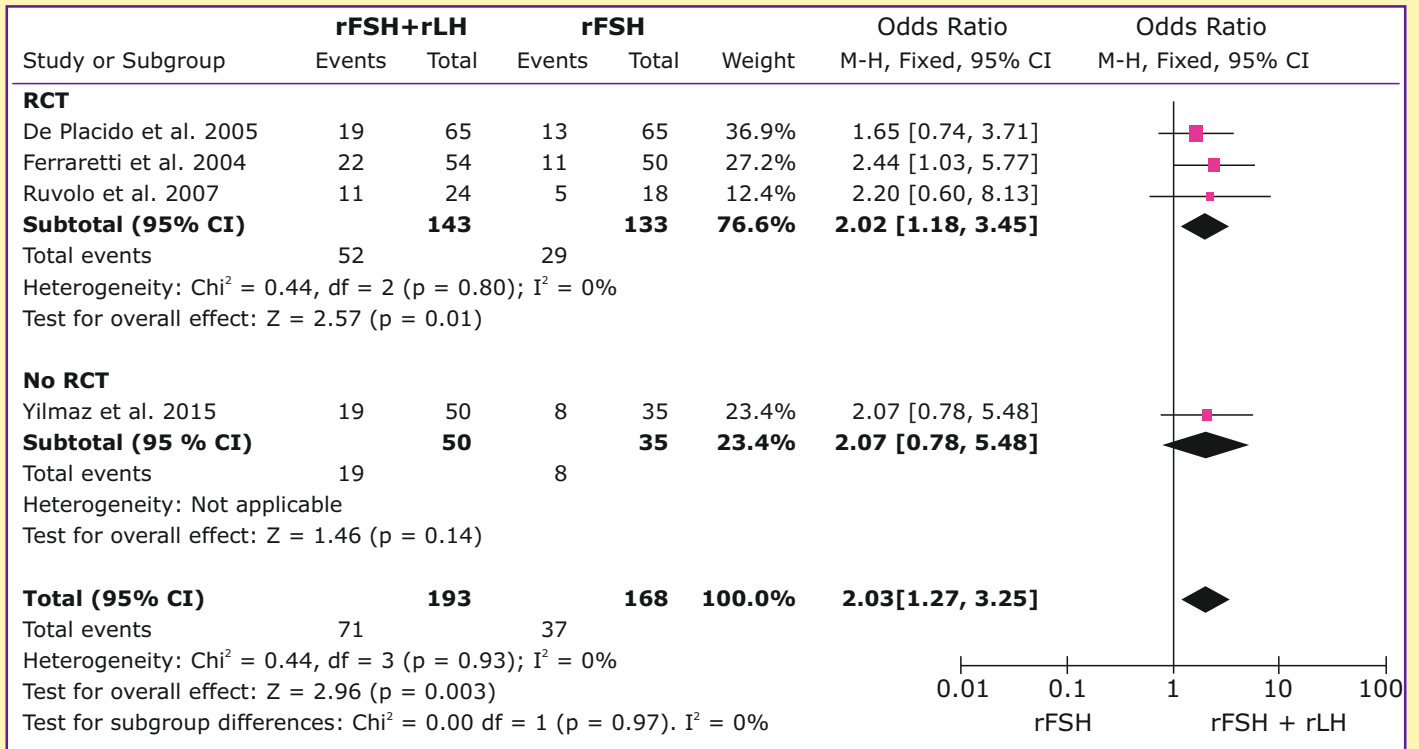 rFSH+rLH rFSH Odds Ratio Odds Ratio
Study or Subgroup Events Total Events Total Weight M-H, Fixed, 95% CI M-H, Fixed, 95% CI
RCT
De Placido et al. 2005 19 65 13 65 36.9% 1.65 [0.74, 3.71]
Ferraretti et al. 2004 22 54 11 50 27.2% 2.44 [1.03, 5.77]
Ruvolo et al. 2007 11 24 5 18 12.4% 2.20 [0.60, 8.13]
Subtotal (95% CI) 143 133 76.6% 2.02 [1.18, 3.45]
Total events 52 29
Heterogeneity: Chi² = 0.44, df = 2 (p = 0.80); I² = 0%
Test for overall effect: Z = 2.57 (p = 0.01)
No RCT
Yilmaz et al. 2015 19 50 8 35 23.4% 2.07 [0.78, 5.48]
Subtotal (95 % CI) 50 35 23.4% 2.07 [0.78, 5.48]
Total events 19 8
Heterogeneity: Not applicable
Test for overall effect: Z = 1.46 (p = 0.14)
Total (95% CI) 193 168 100.0% 2.03[1.27, 3.25]
Total events 71 37
Heterogeneity: Chi² = 0.44, df = 3 (p = 0.93); I² = 0%
Test for overall effect: Z = 2.96 (p = 0.003)
Test for subgroup differences: Chi² = 0.00 df = 1 (p = 0.97). I² = 0%
0.01 0.1 1 10 100
rFSH rFSH + rLH